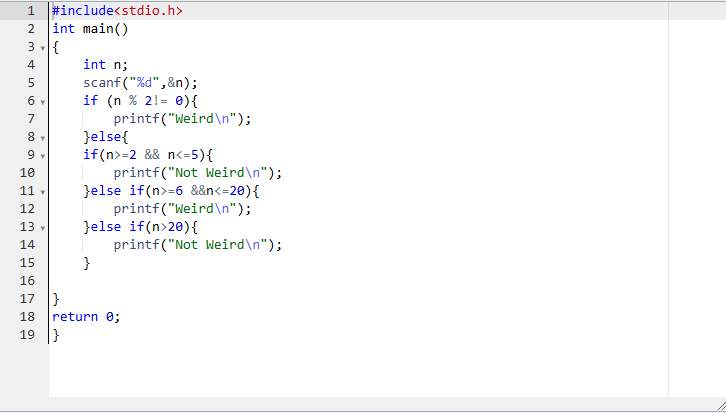 1 #include<stdio.h>
2 int main()
3 {
4     int n;
5     scanf("%d",&n);
6     if (n % 2!= 0){
7         printf("Weird\n");
8     }else{
9     if(n>=2 && n<=5){
10         printf("Not Weird\n");
11     }else if(n>=6 &&n<=20){
12         printf("Weird\n");
13     }else if(n>20){
14         printf("Not Weird\n");
15     }
16
17 }
18 return 0;
19 }